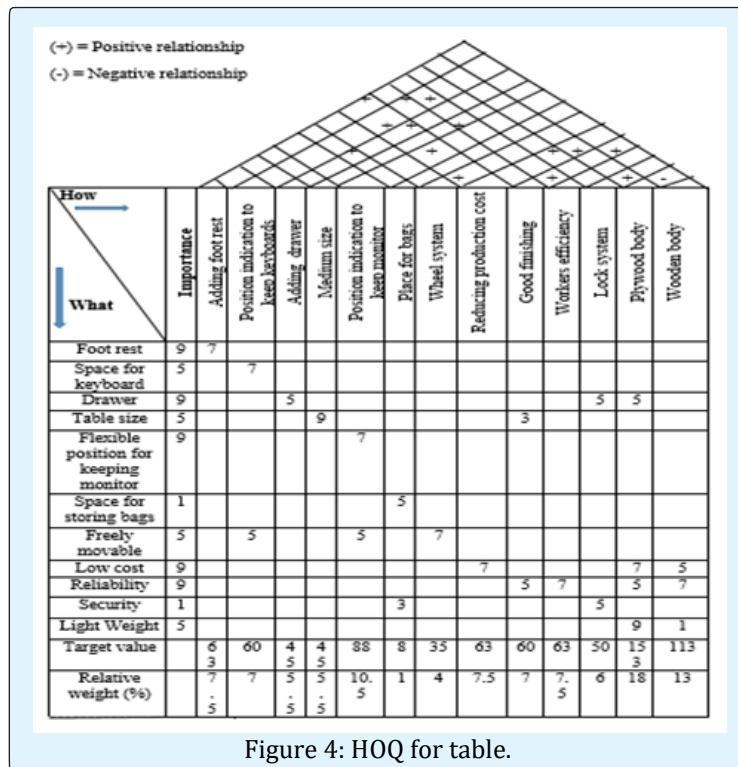 (+) = Positive relationship
(-) = Negative relationship
+ + +
+ + +
+ + + + +
+ + + -
How
What
Importance
Adding foot rest
Position indication to
keep keyboards
Adding drawer
Medium size
Position indication to
keep monitor
Place for bags
Wheel system
Reducing production cost
Good finishing
Workers efficiency
Lock system
Plywood body
Wooden body
Foot rest 9 7
Space for
keyboard 5 7
Drawer 9 5 5 5
Table size 5 9 3
Flexible
position for
keeping
monitor 9 7
Space for
storing bags 1 5
Freely
movable 5 5 5 7
Low cost 9 7 7 5
Reliability 9 5 7 5 7
Security 1 3 5
Light Weight 5 9 1
Target value 63 60 45 45 88 8 35 63 60 63 50 153 113
Relative
weight (%) 7.5 7 5.5 5.5 10.5 1 4 7.5 7 7.5 6 18 13
Figure 4: HOQ for table.